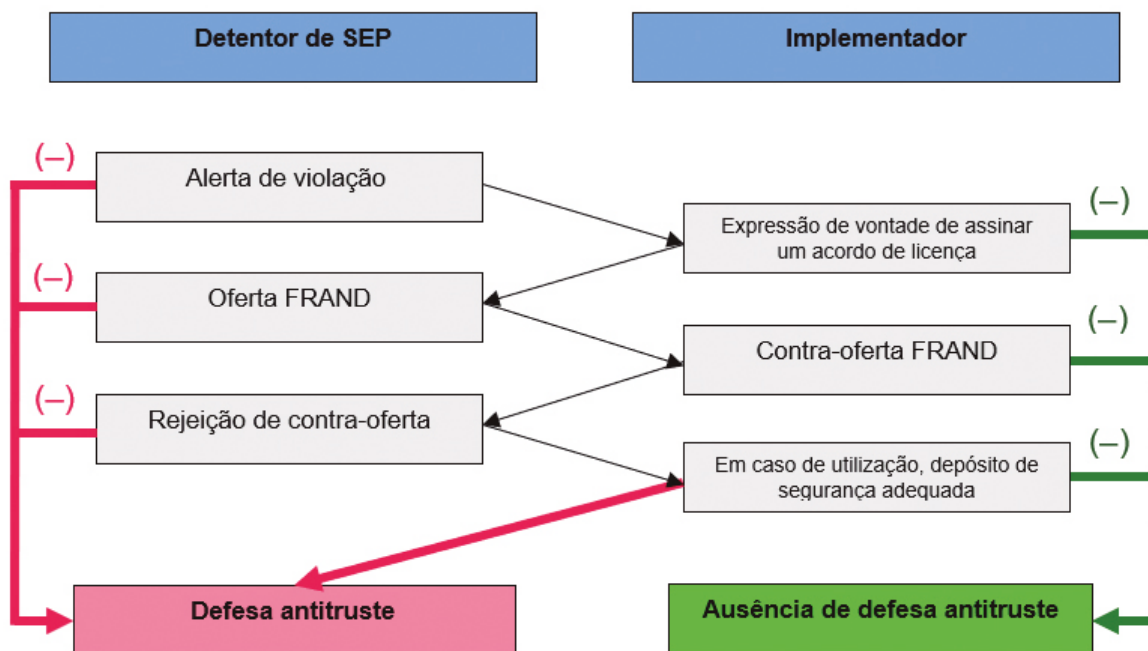 Detentor de SEP
Implementador
(–)
Alerta de violação
(–)
Expressão de vontade de assinar
um acordo de licença
(–)
Oferta FRAND
(–)
Contra-oferta FRAND
(–)
Rejeição de contra-oferta
(–)
Em caso de utilização, depósito de
segurança adequada
Defesa antitruste
Ausência de defesa antitruste